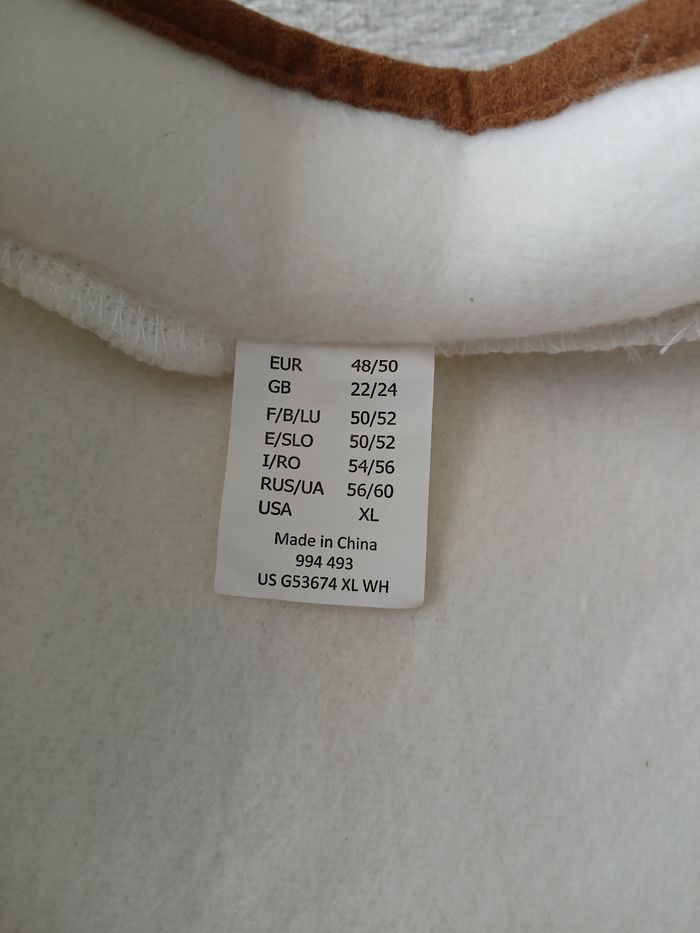 EUR 48/50
GB 22/24
F/B/LU 50/52
E/SLO 50/52
I/RO 54/56
RUS/UA 56/60
USA XL
Made in China
994 493
US G53674 XL WH